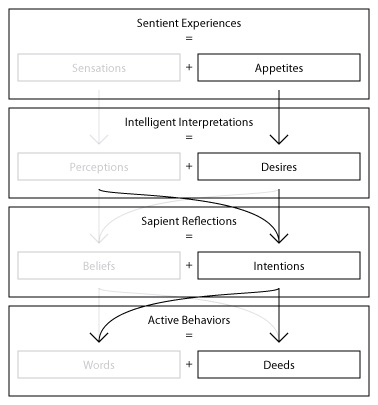 Sentient Experiences
=
Sensations + Appetites
Intelligent Interpretations
=
Perceptions + Desires
Sapient Reflections
=
Beliefs + Intentions
Active Behaviors
=
Words + Deeds